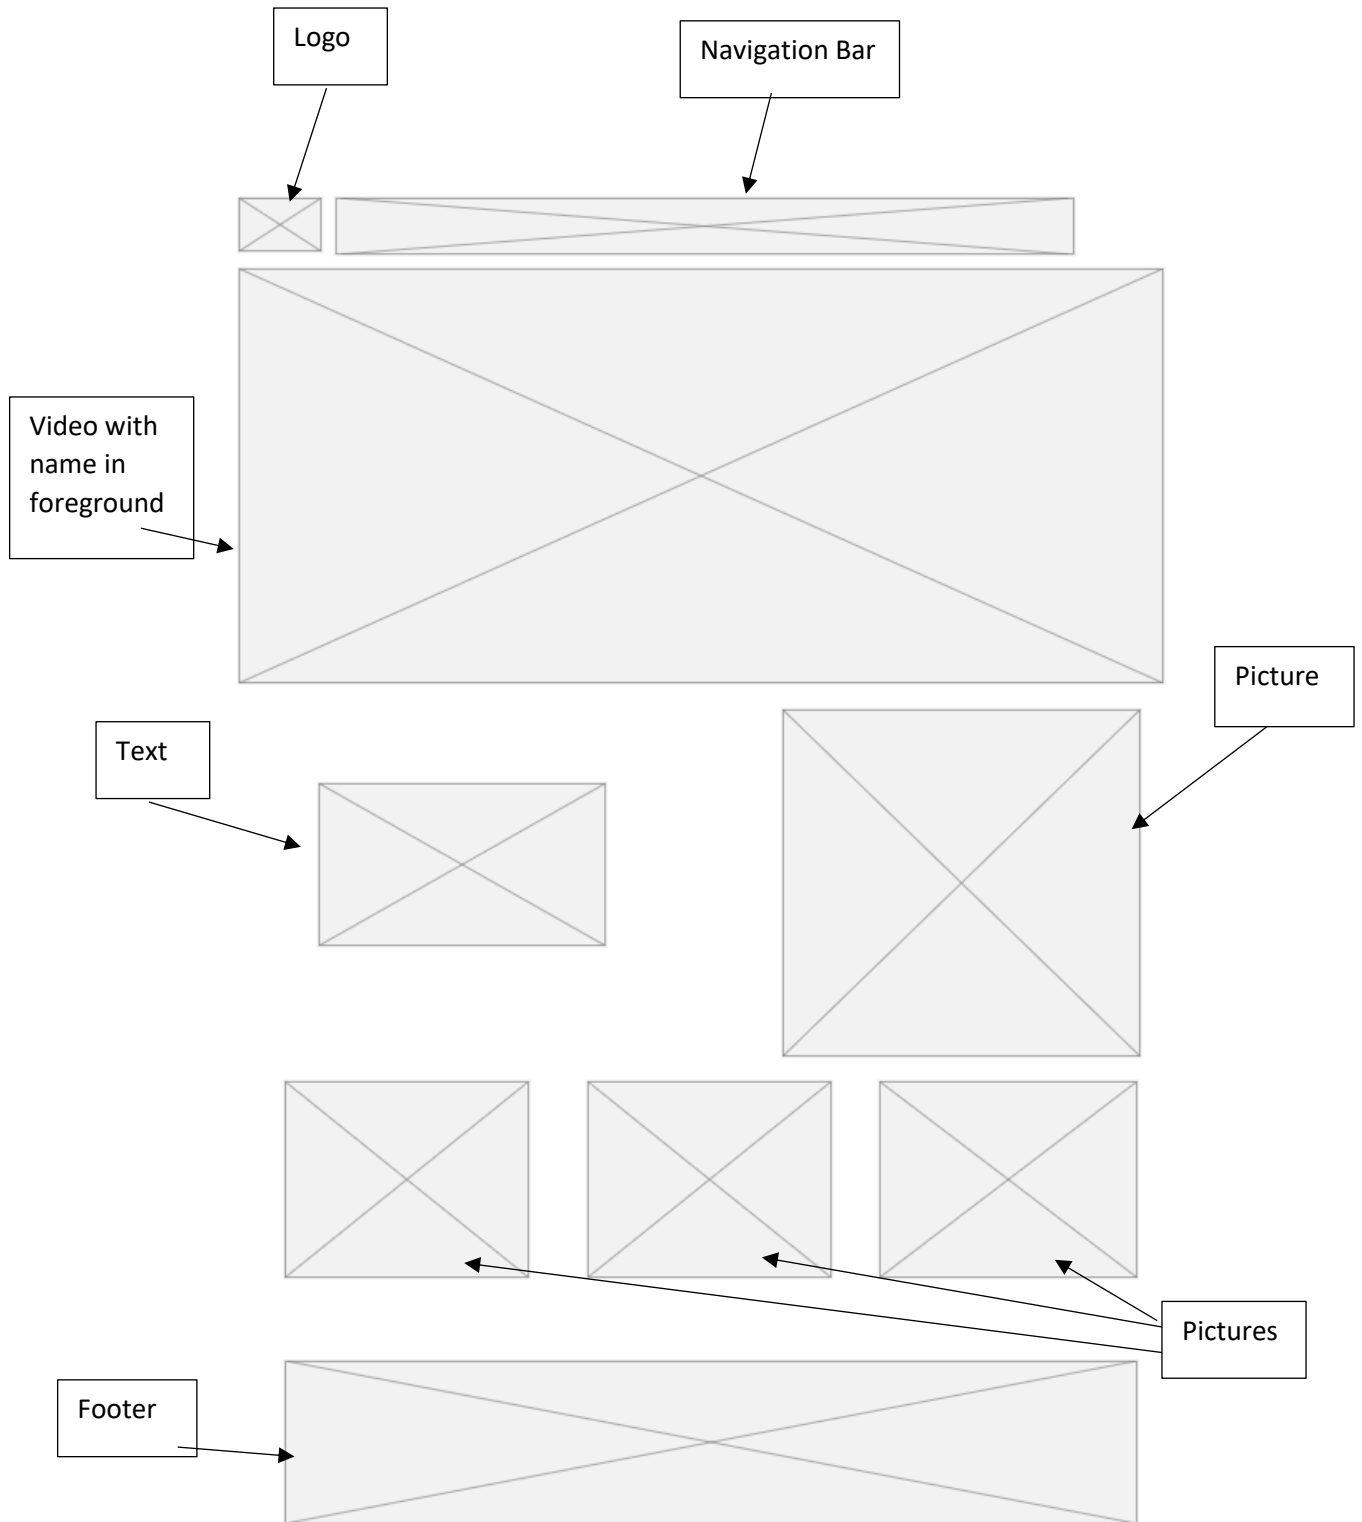 Logo
Navigation Bar
Video with
name in
foreground
Picture
Text
Pictures
Footer